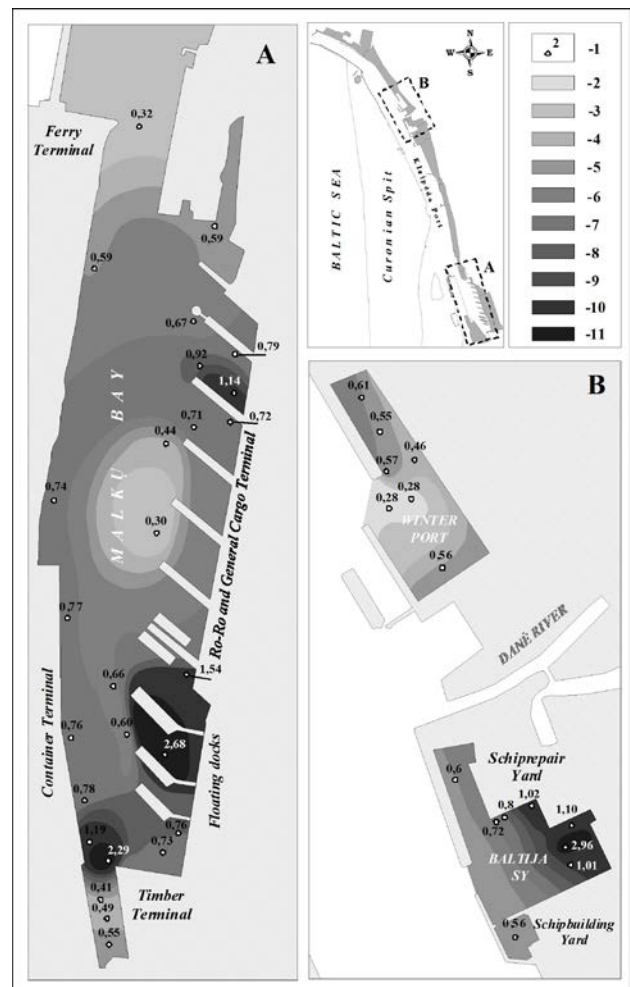 A
0,32
Ferry
Terminal
0,59
0,59
0,67
0,79
0,92
1,14
0,72
0,71
0,44
MALKU BAY
0,74
0,30
Ro-Ro and General Cargo Terminal
0,77
1,54
0,66
0,60
Container Terminal
0,76
2,68
Floating docks
0,78
0,76
1,19
0,73
2,29
0,41
Timber
Terminal
0,49
0,55
N
W E
S
B
BALTIC SEA
Curonian Spit
Klaipėda Port
A
2
-1
-2
-3
-4
-5
-6
-7
-8
-9
-10
-11
B
0,61
0,55
0,57
0,46
0,28
0,28
WINTER
PORT
0,56
DANĖ RIVER
Schiprepair
Yard
0,6
1,02
0,8
1,10
0,72
2,96
BALTIJA
SY
1,01
0,56
Schipbuilding
Yard